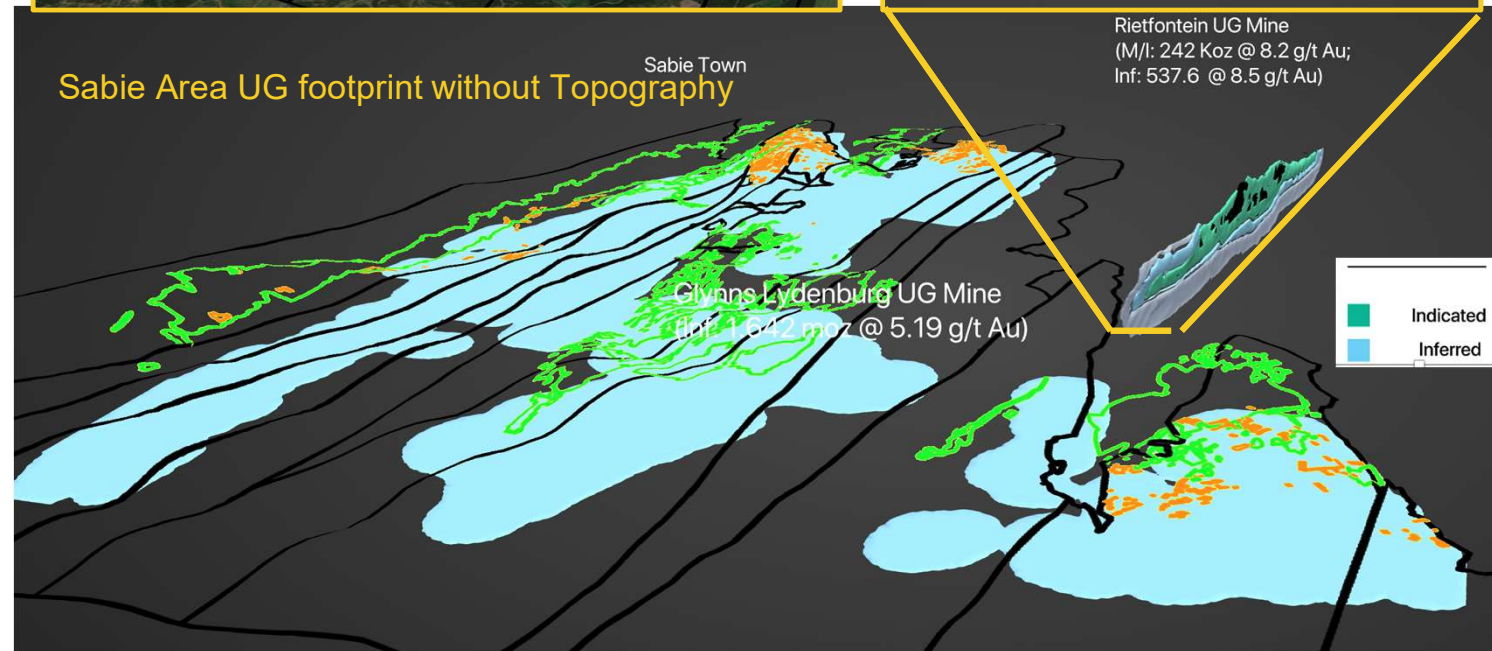 Rietfontein UG Mine
(M/I: 242 Koz @ 8.2 g/t Au;
Inf: 537.6 @ 8.5 g/t Au)
Sabie Town
Sabie Area UG footprint without Topography
Glynns Lydenburg UG Mine
(Inf: 1.642 moz @ 5.19 g/t Au)
Indicated
Inferred